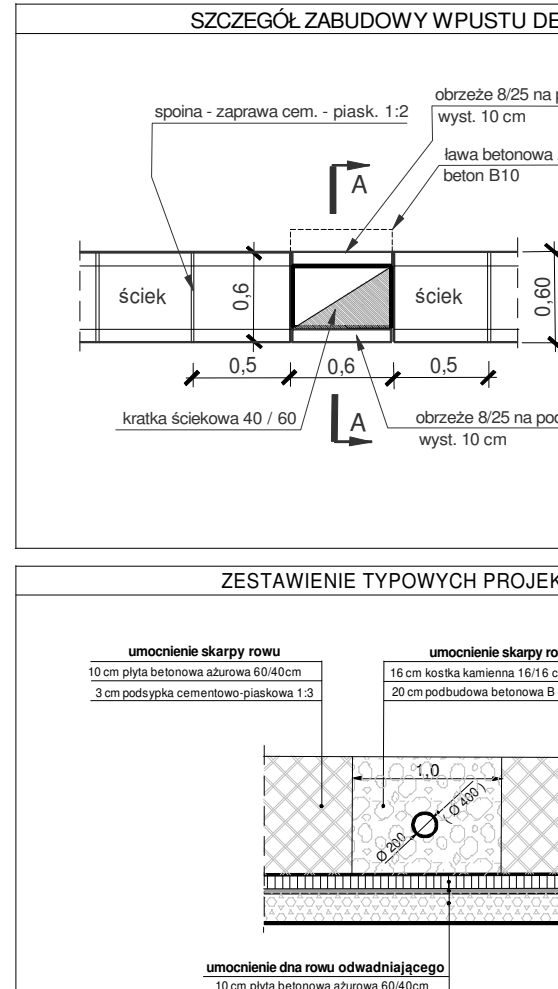 SZCZEGÓŁ ZABUDOWY WPUSTU
obrzeże 8/25 na
wyst. 10 cm
spoina - zaprawa cem. - piask. 1:2
ława betonowa
beton B10
A
ściek
0,6
ściek
0,60
0,5
0,6
0,5
kratka ściekowa 40 / 60
A
obrzeże 8/25 na
wyst. 10 cm
ZESTAWIENIE TYPOWYCH
umocnienie skarpy rowu
10 cm płyta betonowa ażurowa 60/40cm
3 cm podsypka cementowo-piaskowa 1:3
umocnienie skarpy
16 cm kostka kamienna 16/16
20 cm podbudowa betonowa B
1,0
Ø 200
( Ø 400 )
umocnienie dna rowu odwadniającego
10 cm płyta betonowa ażurowa 60/40cm